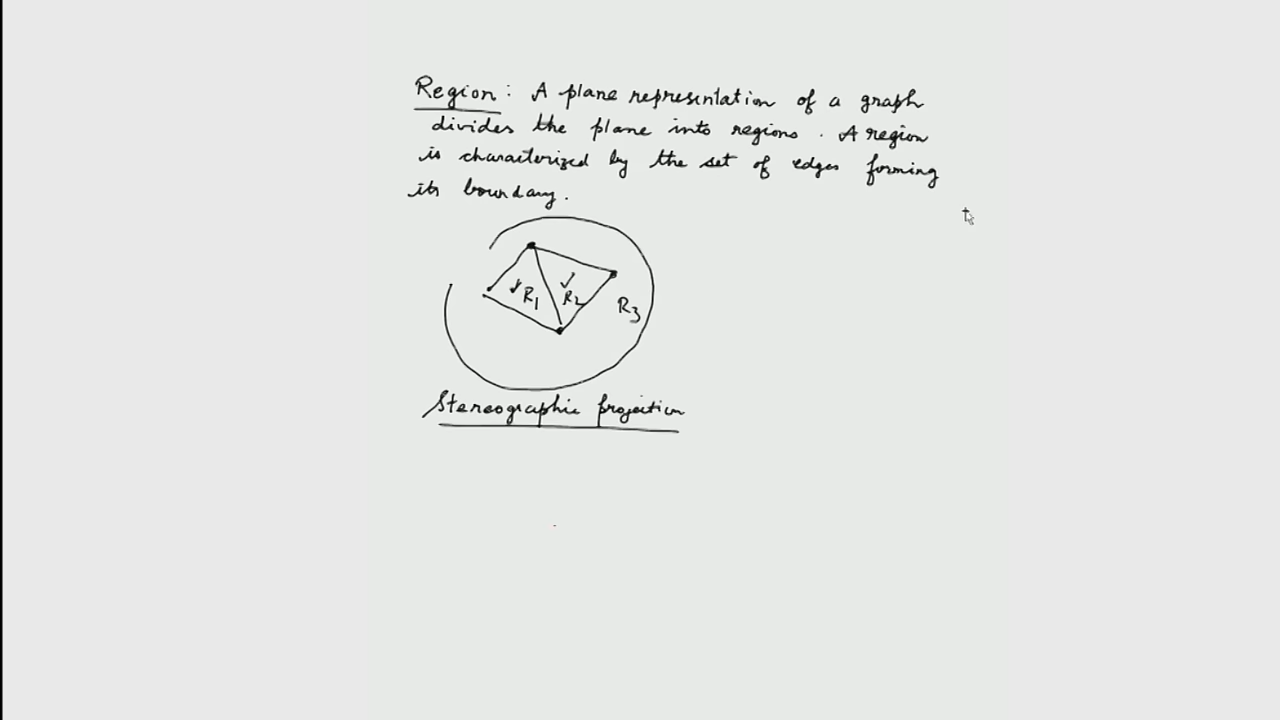 Region: A plane representation of a graph
divides the plane into regions. A region
is characterized by the set of edges forming
its boundary.
R1 R2 R3
Stereographic projection